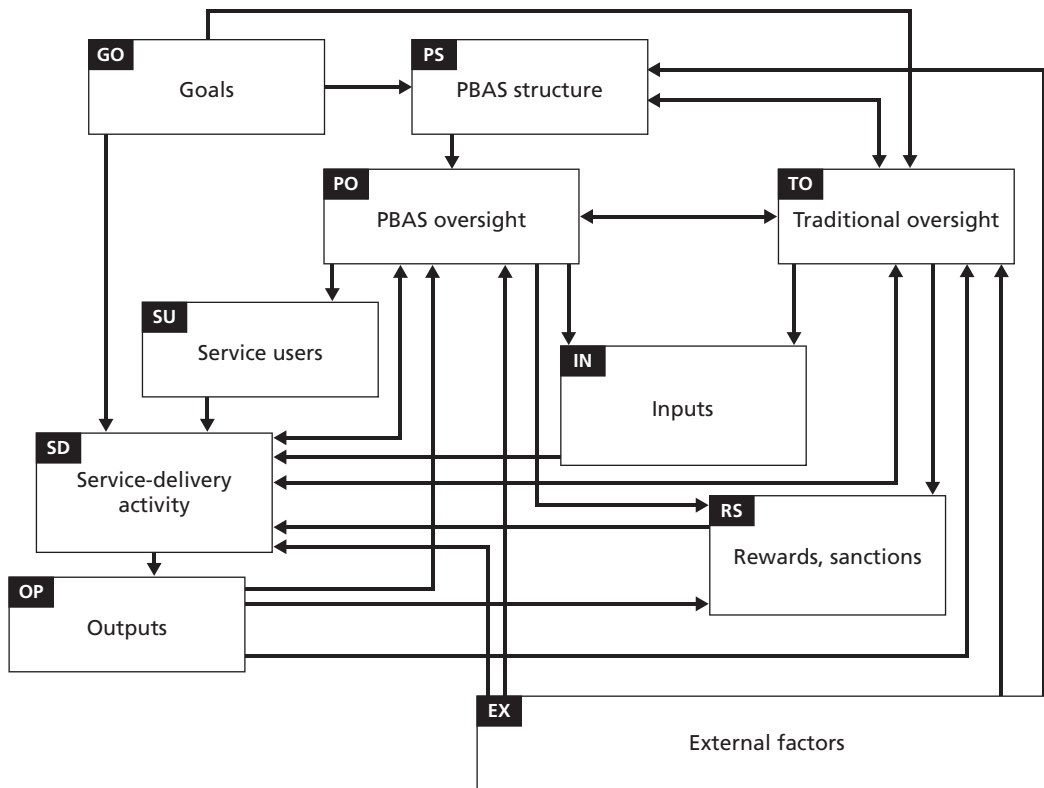 GO
Goals
PS
PBAS structure
PO
PBAS oversight
TO
Traditional oversight
SU
Service users
IN
Inputs
SD
Service-delivery
activity
RS
Rewards, sanctions
OP
Outputs
EX
External factors